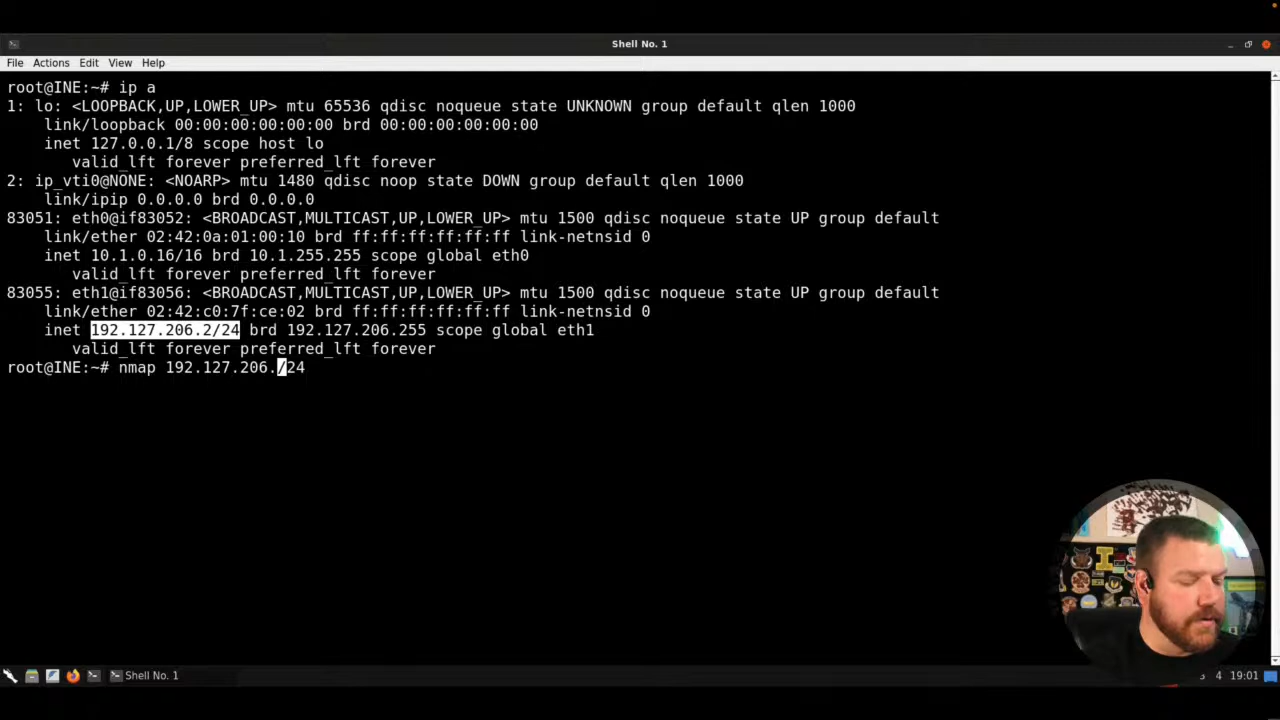 Shell No. 1
File Actions Edit View Help
root@INE:~# ip a
1: lo: <LOOPBACK,UP,LOWER_UP> mtu 65536 qdisc noqueue state UNKNOWN group default qlen 1000
link/loopback 00:00:00:00:00:00 brd 00:00:00:00:00:00
inet 127.0.0.1/8 scope host lo
valid_lft forever preferred_lft forever
2: ip_vti0@NONE: <NOARP> mtu 1480 qdisc noop state DOWN group default qlen 1000
link/ipip 0.0.0.0 brd 0.0.0.0
83051: eth0@if83052: <BROADCAST,MULTICAST,UP,LOWER_UP> mtu 1500 qdisc noqueue state UP group default
link/ether 02:42:0a:01:00:10 brd ff:ff:ff:ff:ff:ff link-netnsid 0
inet 10.1.0.16/16 brd 10.1.255.255 scope global eth0
valid_lft forever preferred_lft forever
83055: eth1@if83056: <BROADCAST,MULTICAST,UP,LOWER_UP> mtu 1500 qdisc noqueue state UP group default
link/ether 02:42:c0:7f:ce:02 brd ff:ff:ff:ff:ff:ff link-netnsid 0
inet 192.127.206.2/24 brd 192.127.206.255 scope global eth1
valid_lft forever preferred_lft forever
root@INE:~# nmap 192.127.206./24
Shell No. 1
4 19:01